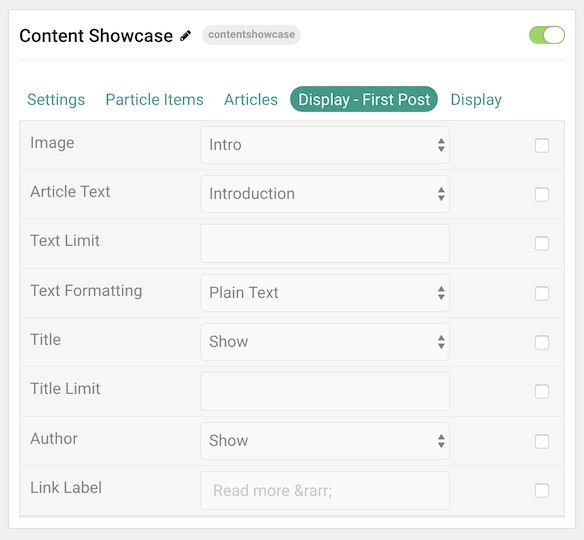 Content Showcase contentshowcase
Settings Particle Items Articles Display - First Post Display
Image Intro
Article Text Introduction
Text Limit
Text Formatting Plain Text
Title Show
Title Limit
Author Show
Link Label Read more &rarr;